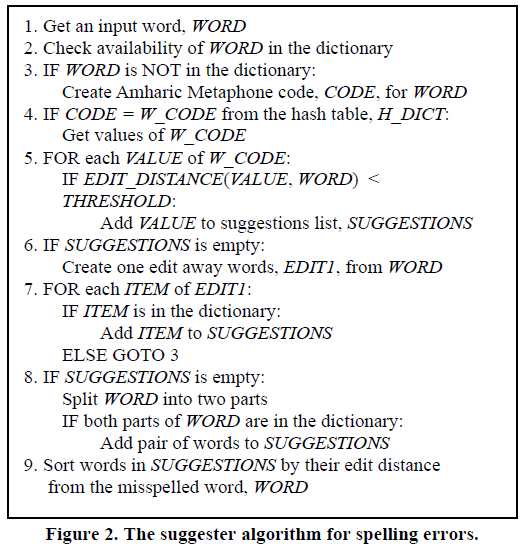 1. Get an input word, WORD
2. Check availability of WORD in the dictionary
3. IF WORD is NOT in the dictionary:
Create Amharic Metaphone code, CODE, for WORD
4. IF CODE = W_CODE from the hash table, H_DICT:
Get values of W_CODE
5. FOR each VALUE of W_CODE:
IF EDIT_DISTANCE(VALUE, WORD) <
THRESHOLD:
Add VALUE to suggestions list, SUGGESTIONS
6. IF SUGGESTIONS is empty:
Create one edit away words, EDIT1, from WORD
7. FOR each ITEM of EDIT1:
IF ITEM is in the dictionary:
Add ITEM to SUGGESTIONS
ELSE GOTO 3
8. IF SUGGESTIONS is empty:
Split WORD into two parts
IF both parts of WORD are in the dictionary:
Add pair of words to SUGGESTIONS
9. Sort words in SUGGESTIONS by their edit distance
from the misspelled word, WORD
Figure 2. The suggester algorithm for spelling errors.